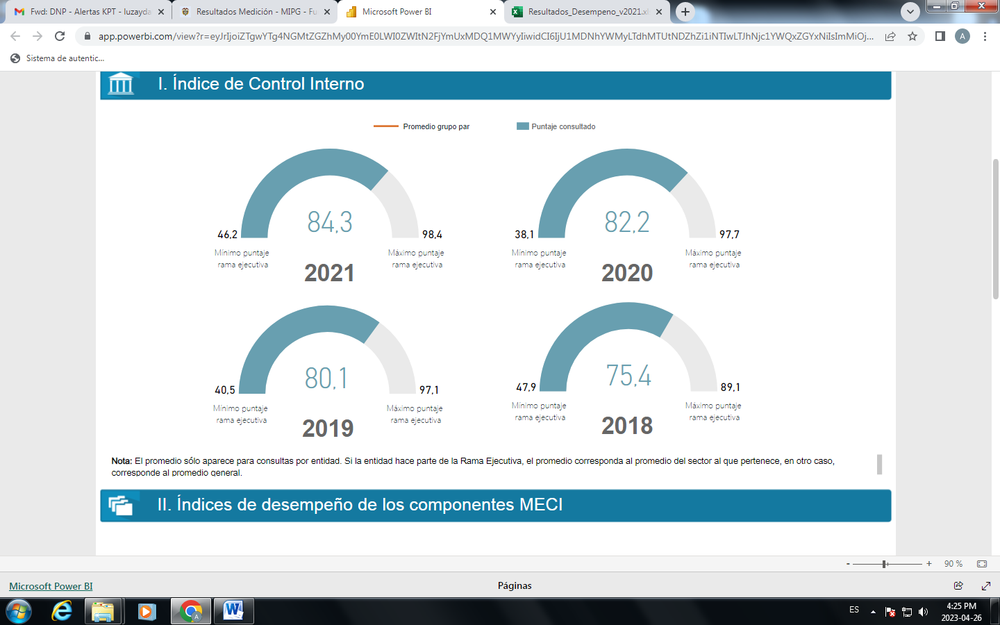 Fwd: DNP - Alertas KPT - luzayda
Resultados Medición - MIPG - Fu
Microsoft Power BI
Resultados_Desempeno_v2021.xl
app.powerbi.com/view?r=eyJrIjoiZTgwYTg4NGMtZGZhMy00YmE0LWI0ZWItN2FjYmUxMDQ1MWYyIiwidCI6IjU1MDNhYWMyLTdhMTUtNDZhZi1iNTIwLTJhNjc1YWQxZGYxNiIsImMiOj...
A
Sistema de autentic...
I. Índice de Control Interno
Promedio grupo par
Puntaje consultado
84,3
46,2
98,4
Mínimo puntaje
rama ejecutiva
Máximo puntaje
rama ejecutiva
2021
82,2
38,1
97,7
Mínimo puntaje
rama ejecutiva
Máximo puntaje
rama ejecutiva
2020
80,1
40,5
97,1
Mínimo puntaje
rama ejecutiva
Máximo puntaje
rama ejecutiva
2019
75,4
47,9
89,1
Mínimo puntaje
rama ejecutiva
Máximo puntaje
rama ejecutiva
2018
Nota: El promedio sólo aparece para consultas por entidad. Si la entidad hace parte de la Rama Ejecutiva, el promedio corresponda al promedio del sector al que pertenece, en otro caso,
corresponde al promedio general.
II. Índices de desempeño de los componentes MECI
- + 90 %
Microsoft Power BI
Páginas
ES
4:25 PM
2023-04-26